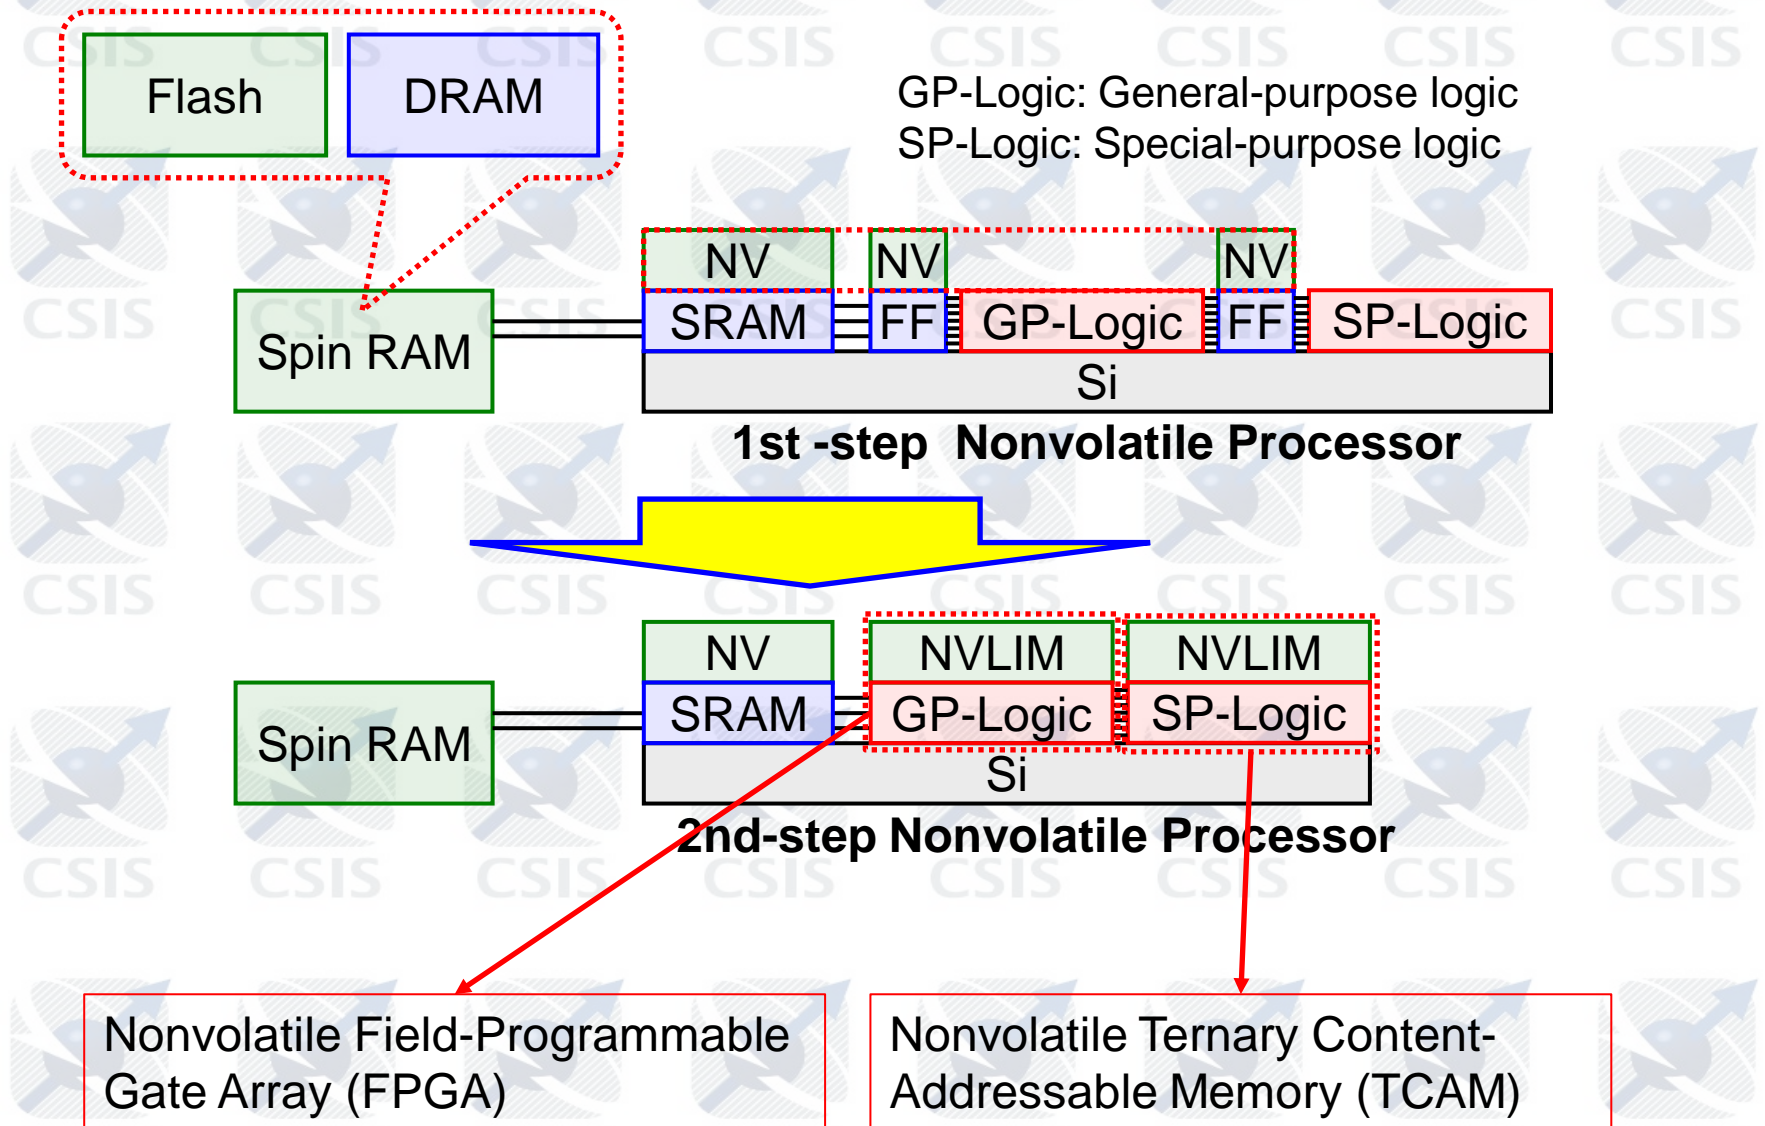 Flash
DRAM
GP-Logic: General-purpose logic
SP-Logic: Special-purpose logic
NV
NV
NV
Spin RAM
SRAM
FF
GP-Logic
FF
SP-Logic
Si
1st -step  Nonvolatile Processor
NV
NVLIM
NVLIM
Spin RAM
SRAM
GP-Logic
SP-Logic
Si
2nd-step Nonvolatile Processor
Nonvolatile Field-Programmable
Gate Array (FPGA)
Nonvolatile Ternary Content-
Addressable Memory (TCAM)
CSIS